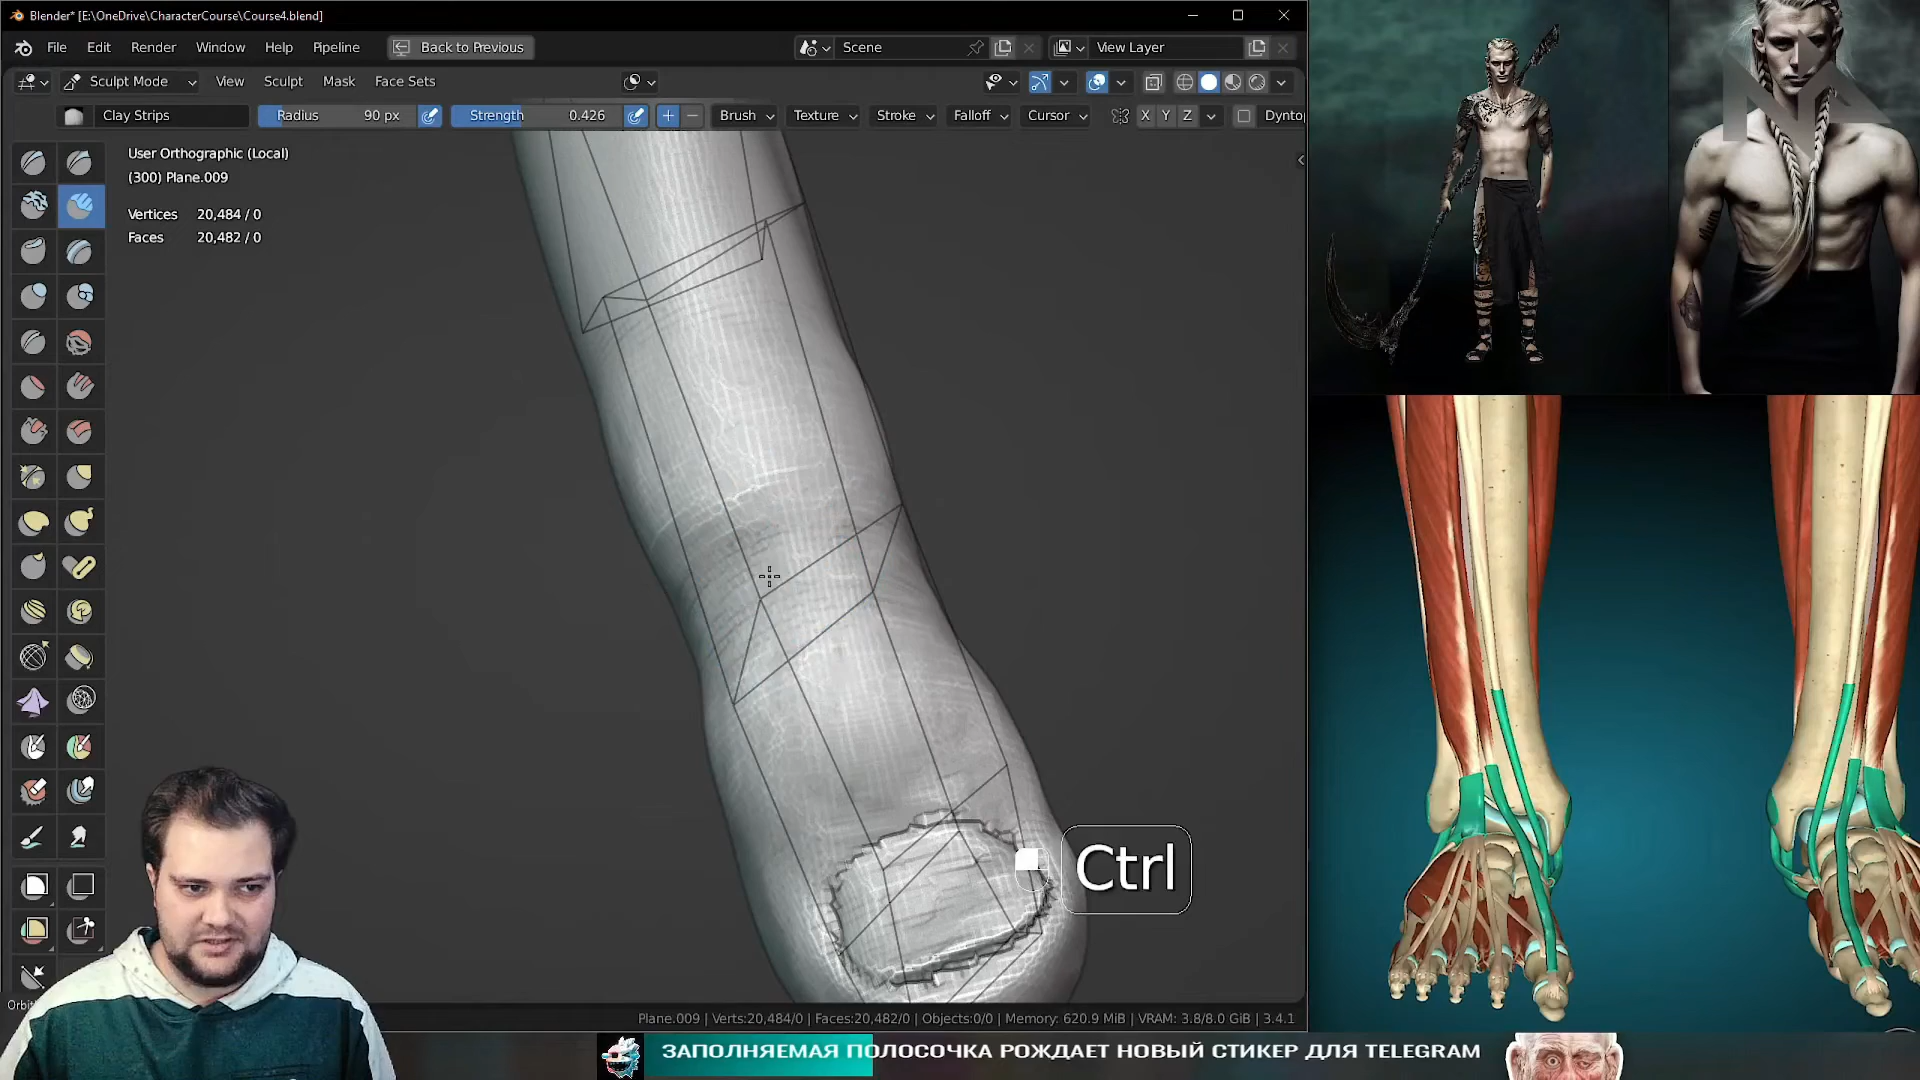 Blender* [E:\OneDrive\CharacterCourse\Course4.blend]
File Edit Render Window Help Pipeline Back to Previous Scene View Layer
Sculpt Mode View Sculpt Mask Face Sets
Clay Strips Radius 90 px Strength 0.426 Brush Texture Stroke Falloff Cursor X Y Z Dynto
User Orthographic (Local)
(300) Plane.009
Vertices 20,484 / 0
Faces 20,482 / 0
Ctrl
Orbit
Plane.009 | Verts:20,484/0 | Faces:20,482/0 | Objects:0/0 | Memory: 620.9 MiB | VRAM: 3.8/8.0 GiB | 3.4.1
ЗАПОЛНЯЕМАЯ ПОЛОСОЧКА РОЖДАЕТ НОВЫЙ СТИКЕР ДЛЯ TELEGRAM